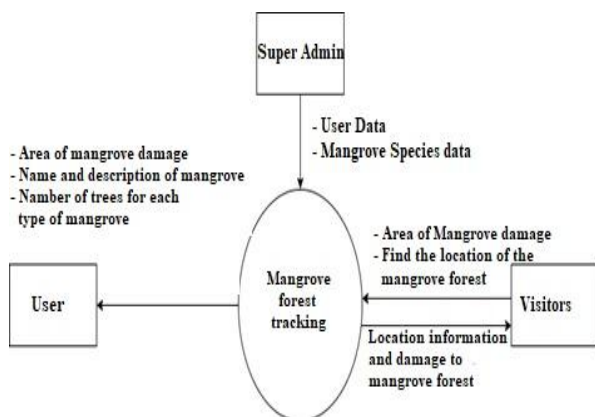 Super Admin
- User Data
- Mangrove Species data
- Area of mangrove damage
- Name and description of mangrove
- Namber of trees for each
type of mangrove
- Area of Mangrove damage
- Find the location of the
mangrove forest
User
Mangrove
forest
tracking
Visitors
Location information
and damage to
mangrove forest